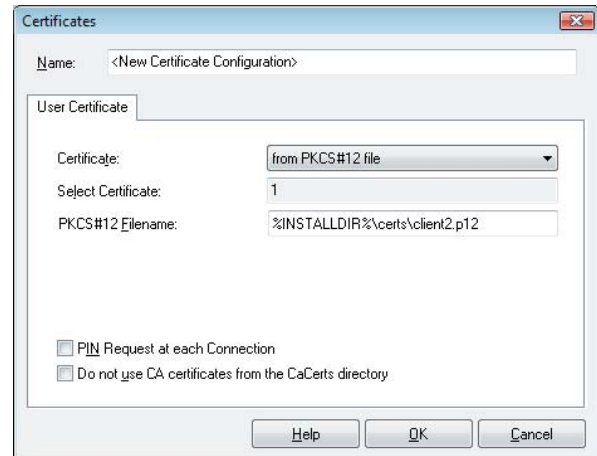 Certificates
Name: <New Certificate Configuration>
User Certificate
Certificate: from PKCS#12 file
Select Certificate: 1
PKCS#12 Filename: %INSTALLDIR%\certs\client2.p12
PIN Request at each Connection
Do not use CA certificates from the CaCerts directory
Help OK Cancel